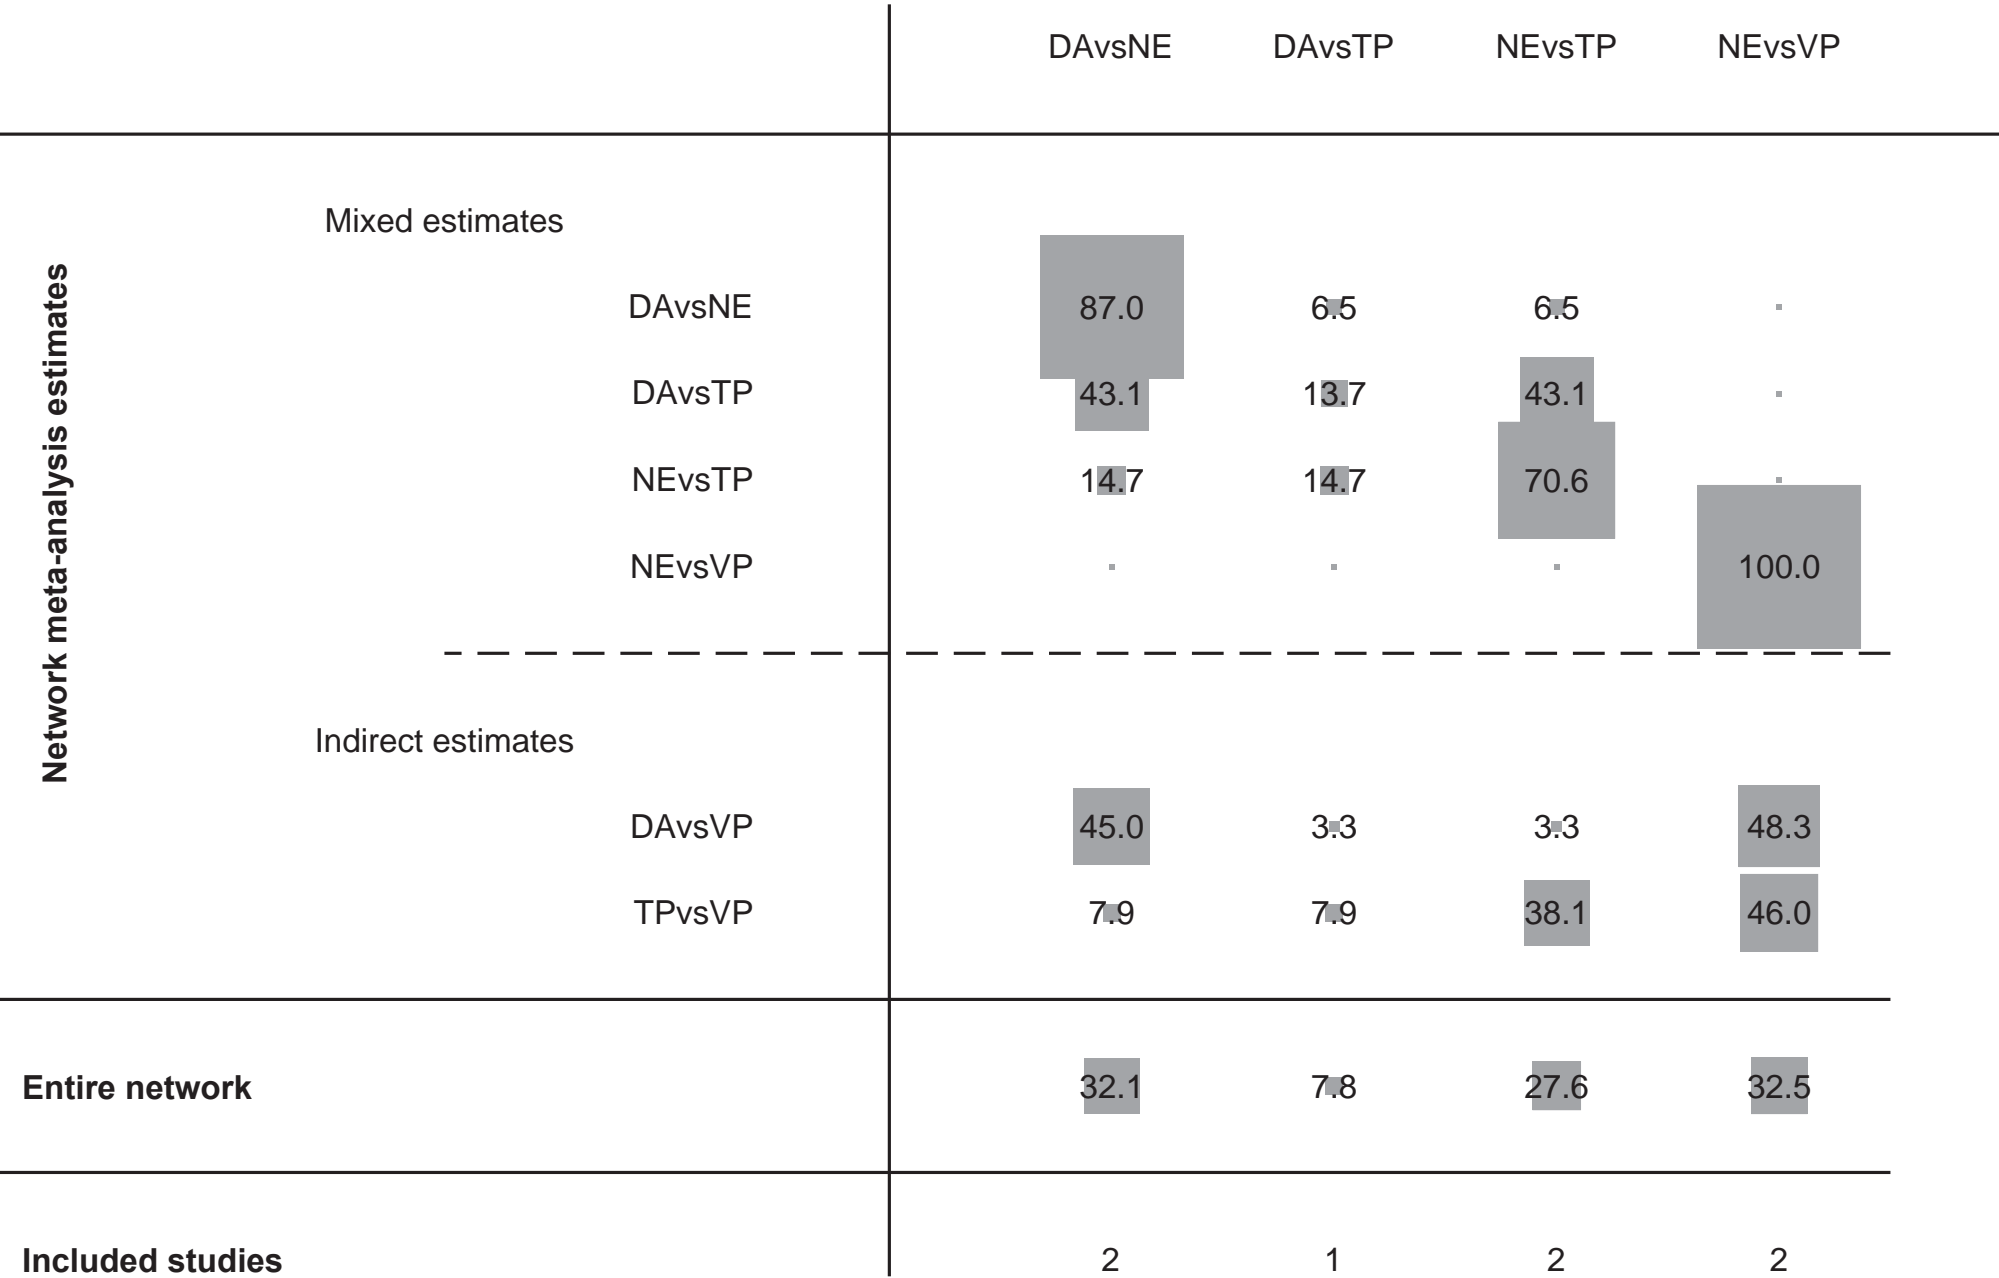 DAvsNE DAvsTP NEvsTP NEvsVP
Network meta-analysis estimates
Mixed estimates
DAvsNE 87.0 6.5 6.5
DAvsTP 43.1 13.7 43.1
NEvsTP 14.7 14.7 70.6
NEvsVP 100.0
Indirect estimates
DAvsVP 45.0 3.3 3.3 48.3
TPvsVP 7.9 7.9 38.1 46.0
Entire network 32.1 7.8 27.6 32.5
Included studies 2 1 2 2